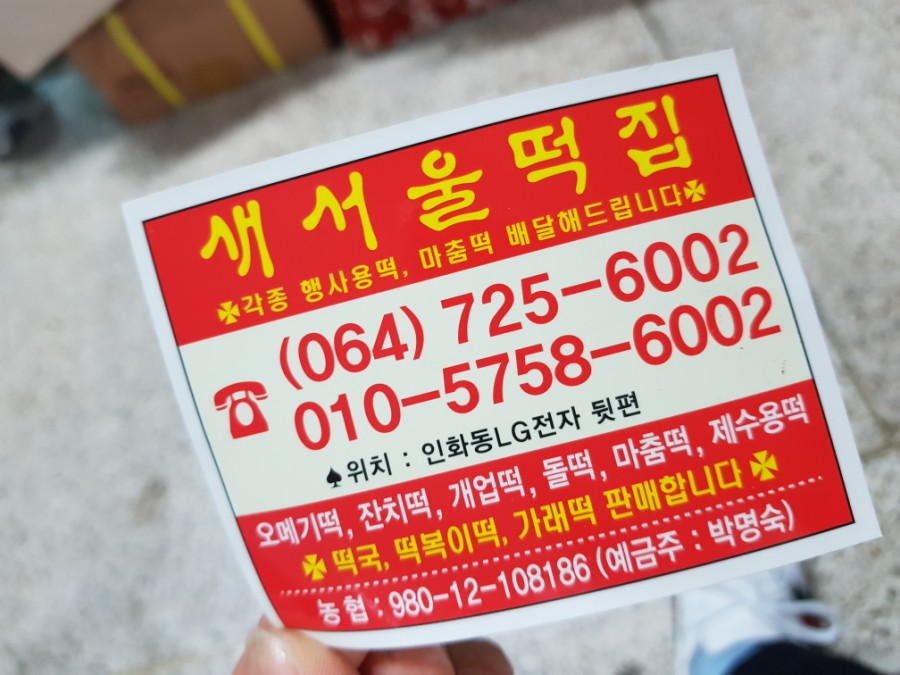 새서울떡집
각종 행사용떡, 마춤떡 배달해드립니다
(064) 725-6002
010-5758-6002
♠위치 : 인화동LG전자 뒷편
오메기떡, 잔치떡, 개업떡, 돌떡, 마춤떡, 제수용떡
떡국, 떡복이떡, 가래떡 판매합니다
농협 : 980-12-108186 (예금주 : 박명숙)